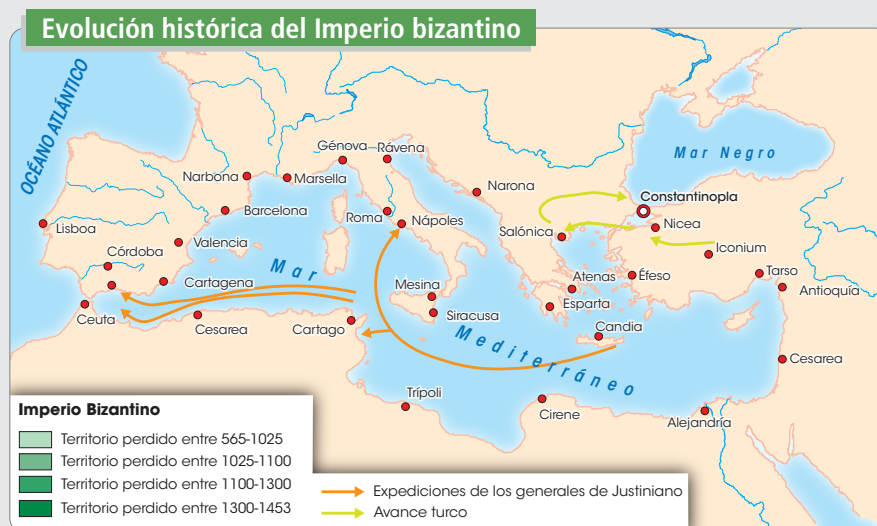 Evolución histórica del Imperio bizantino
OCÉANO ATLÁNTICO
Mar Negro
Génova
Rávena
Narbona
Marsella
Narona
Constantinopla
Barcelona
Roma
Nápoles
Nicea
Lisboa
Salónica
Valencia
Iconium
Córdoba
Mar
Tarso
Cartagena
Mesina
Atenas
Éfeso
Antioquía
Esparta
Ceuta
Siracusa
Cesarea
Cartago
Candia
Mediterráneo
Cesarea
Trípoli
Cirene
Alejandría
Imperio Bizantino
Territorio perdido entre 565-1025
Territorio perdido entre 1025-1100
Territorio perdido entre 1100-1300
Territorio perdido entre 1300-1453
Expediciones de los generales de Justiniano
Avance turco